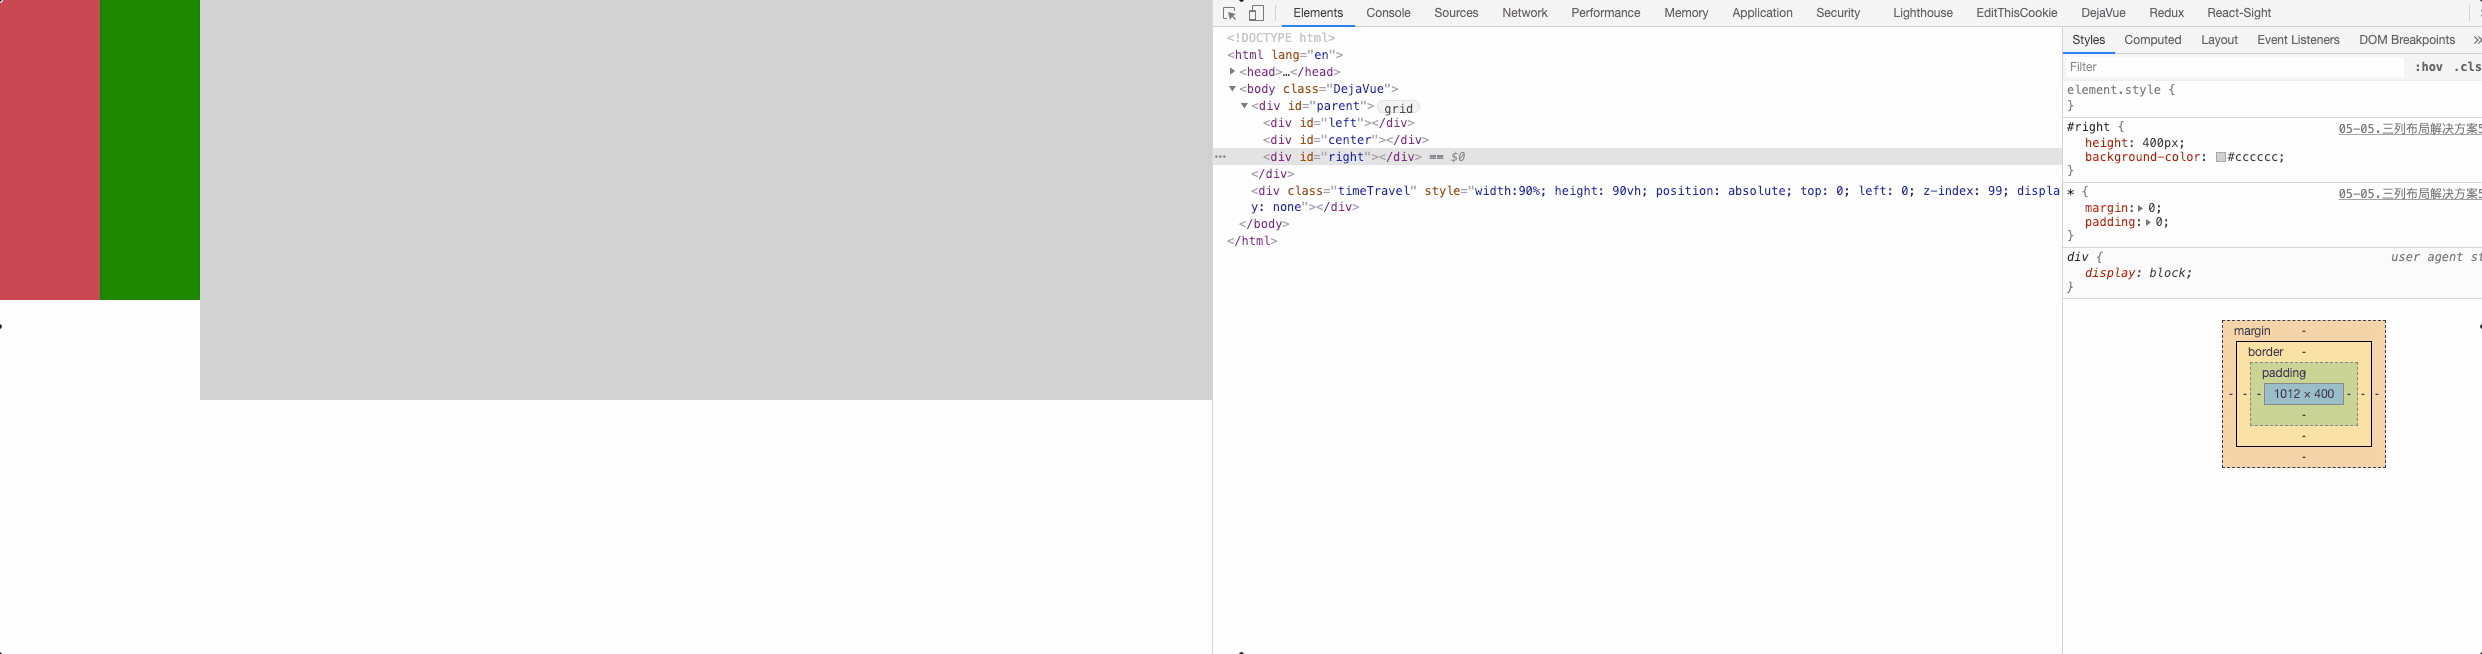 Elements Console Sources Network Performance Memory Application Security Lighthouse EditThisCookie DejaVue Redux React-Sight
<!DOCTYPE html>
<html lang="en">
<head>…</head>
<body class="DejaVue">
<div id="parent"> grid
<div id="left"></div>
<div id="center"></div>
<div id="right"></div> == $0
</div>
<div class="timeTravel" style="width:90%; height: 90vh; position: absolute; top: 0; left: 0; z-index: 99; displa
y: none"></div>
</body>
</html>
Styles Computed Layout Event Listeners DOM Breakpoints »
Filter :hov .cls
element.style {
}
#right { 05-05.三列布局解决方案5
height: 400px;
background-color: #cccccc;
}
* { 05-05.三列布局解决方案5
margin: 0;
padding: 0;
}
div { user agent st
display: block;
}
margin -
border -
padding -
- - - 1012 × 400 - - -
-
-
-